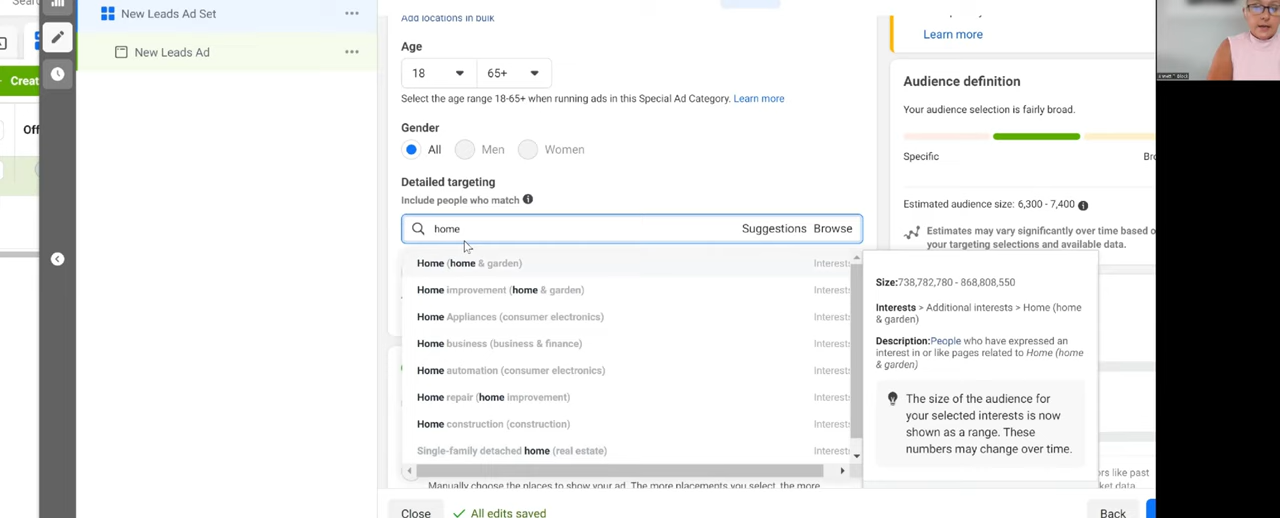 Sear
New Leads Ad Set
New Leads Ad
Creat
Off
Add locations in bulk
Age
18
65+
Select the age range 18-65+ when running ads in this Special Ad Category. Learn more
Gender
All
Men
Women
Detailed targeting
Include people who match
home
Suggestions
Browse
Home (home & garden)
Interests
Home improvement (home & garden)
Interests
Home Appliances (consumer electronics)
Interests
Home business (business & finance)
Interests
Home automation (consumer electronics)
Interests
Home repair (home improvement)
Interests
Home construction (construction)
Interests
Single-family detached home (real estate)
Interests
Manually choose the places to show your ad. The more placements you select, the more
Close
All edits saved
Back
Learn more
Audience definition
Your audience selection is fairly broad.
Specific
Bro
Estimated audience size: 6,300 - 7,400
Estimates may vary significantly over time based on
your targeting selections and available data.
Size:738,782,780 - 868,808,550
Interests > Additional interests > Home (home
& garden)
Description:People who have expressed an
interest in or like pages related to Home (home
& garden)
The size of the audience for
your selected interests is now
shown as a range. These
numbers may change over time.
ors like past
ket data,